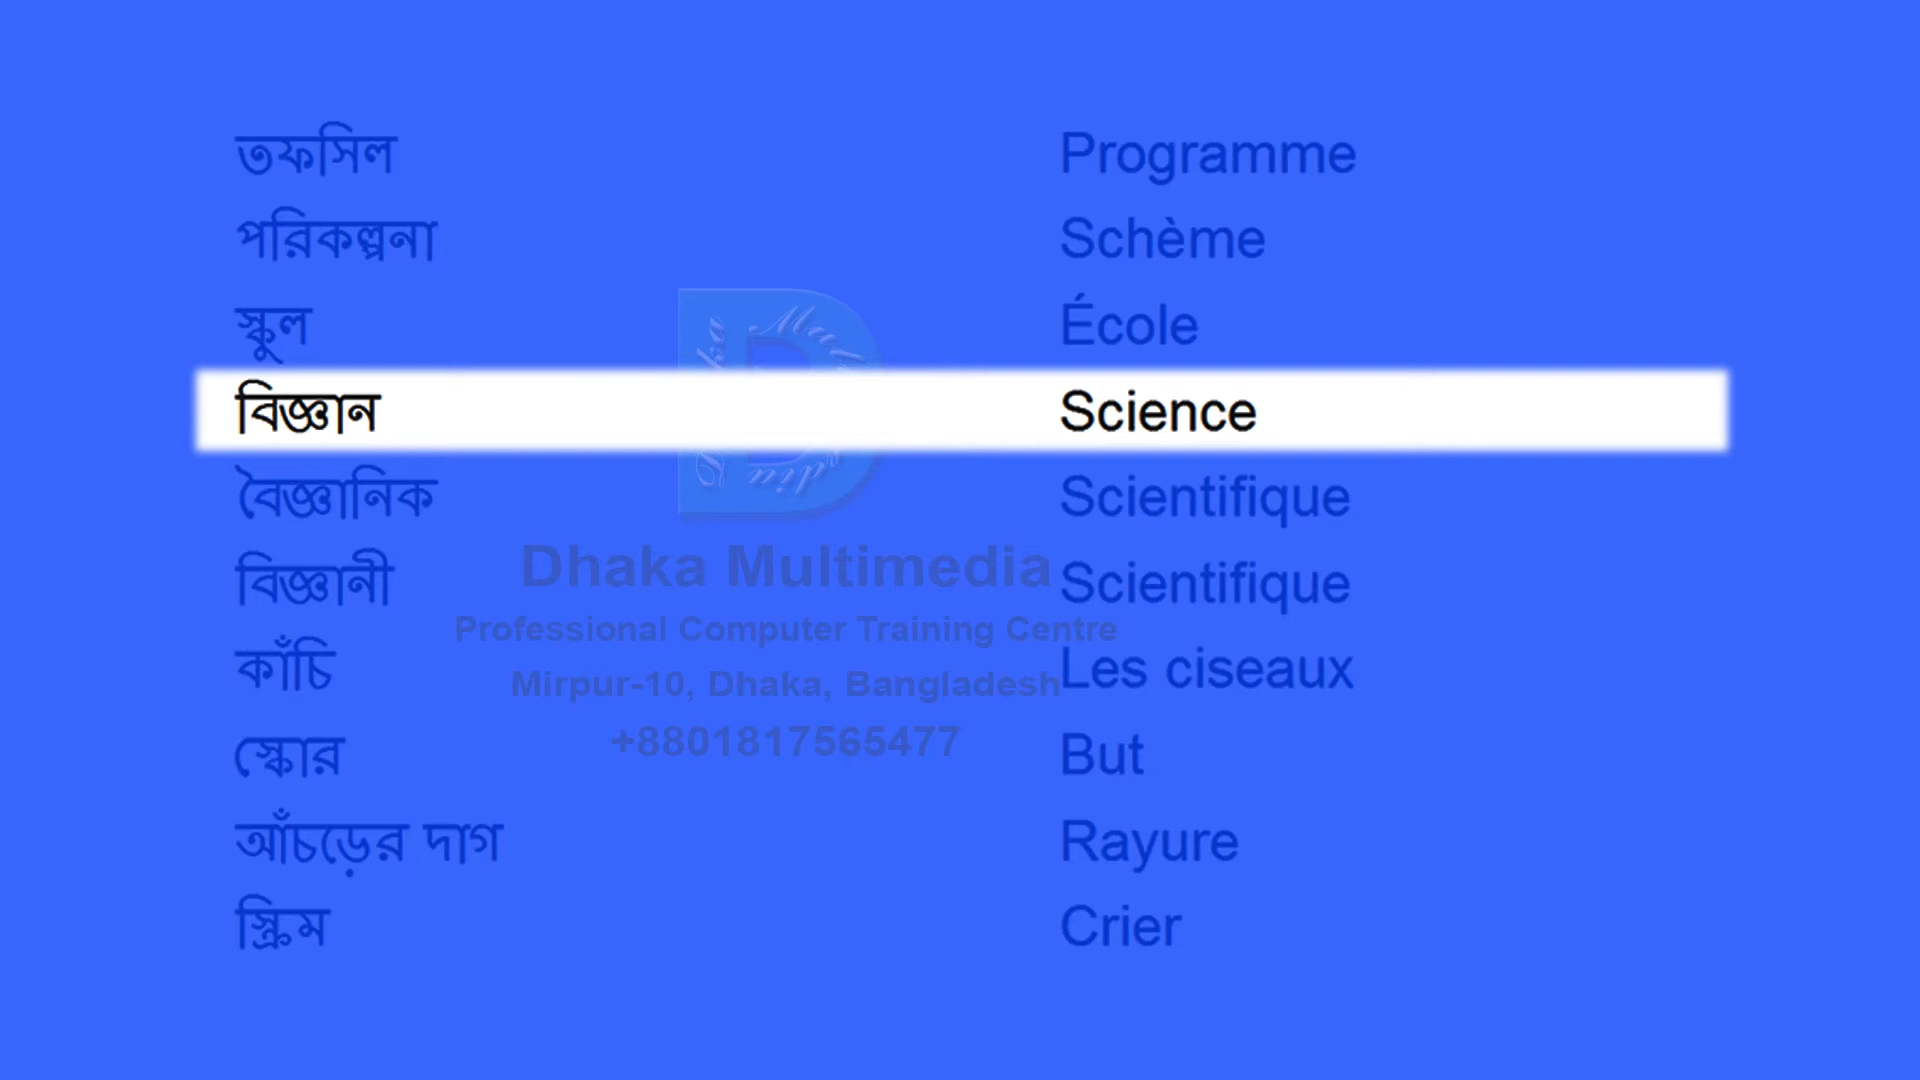 তফসিল Programme
পরিকল্পনা Schème
স্কুল École
বিজ্ঞান Science
বৈজ্ঞানিক Scientifique
বিজ্ঞানী Scientifique
কাঁচি Les ciseaux
স্কোর But
আঁচড়ের দাগ Rayure
স্ক্রিম Crier
Dhaka Multimedia
Professional Computer Training Centre
Mirpur-10, Dhaka, Bangladesh
+8801817565477